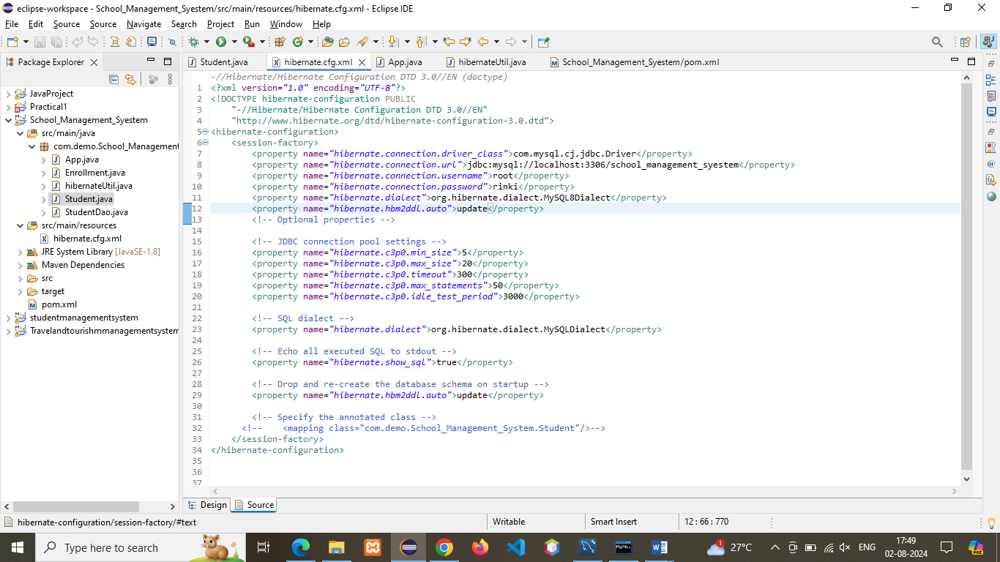 eclipse-workspace - School_Management_Syestem/src/main/resources/hibernate.cfg.xml - Eclipse IDE
File Edit Source Source Navigate Search Project Run Window Help
Package Explorer
Student.java hibernate.cfg.xml App.java hibernateUtil.java School_Management_Syestem/pom.xml
JavaProject
Practical1
School_Management_Syestem
src/main/java
com.demo.School_Management
App.java
Enrollment.java
hibernateUtil.java
Student.java
StudentDao.java
src/main/resources
hibernate.cfg.xml
JRE System Library [JavaSE-1.8]
Maven Dependencies
src
target
pom.xml
studentmanagementsystem
Travelandtourishmmanagementsystem
-//Hibernate/Hibernate Configuration DTD 3.0//EN (doctype)
1 <?xml version="1.0" encoding="UTF-8"?>
2 <!DOCTYPE hibernate-configuration PUBLIC
3 "-//Hibernate/Hibernate Configuration DTD 3.0//EN"
4 "http://www.hibernate.org/dtd/hibernate-configuration-3.0.dtd">
5 <hibernate-configuration>
6 <session-factory>
7 <property name="hibernate.connection.driver_class">com.mysql.cj.jdbc.Driver</property>
8 <property name="hibernate.connection.url">jdbc:mysql://localhost:3306/school_management_syestem</property>
9 <property name="hibernate.connection.username">root</property>
10 <property name="hibernate.connection.password">rinki</property>
11 <property name="hibernate.dialect">org.hibernate.dialect.MySQL8Dialect</property>
12 <property name="hibernate.hbm2ddl.auto">update</property>
13 <!-- Optional properties -->
14
15 <!-- JDBC connection pool settings -->
16 <property name="hibernate.c3p0.min_size">5</property>
17 <property name="hibernate.c3p0.max_size">20</property>
18 <property name="hibernate.c3p0.timeout">300</property>
19 <property name="hibernate.c3p0.max_statements">50</property>
20 <property name="hibernate.c3p0.idle_test_period">3000</property>
21
22 <!-- SQL dialect -->
23 <property name="hibernate.dialect">org.hibernate.dialect.MySQLDialect</property>
24
25 <!-- Echo all executed SQL to stdout -->
26 <property name="hibernate.show_sql">true</property>
27
28 <!-- Drop and re-create the database schema on startup -->
29 <property name="hibernate.hbm2ddl.auto">update</property>
30
31 <!-- Specify the annotated class -->
32 <!-- <mapping class="com.demo.School_Management_System.Student"/>-->
33 </session-factory>
34 </hibernate-configuration>
35
36
37
Design Source
hibernate-configuration/session-factory/#text Writable Smart Insert 12 : 66 : 770
Type here to search
1 27°C ENG 17:49
02-08-2024